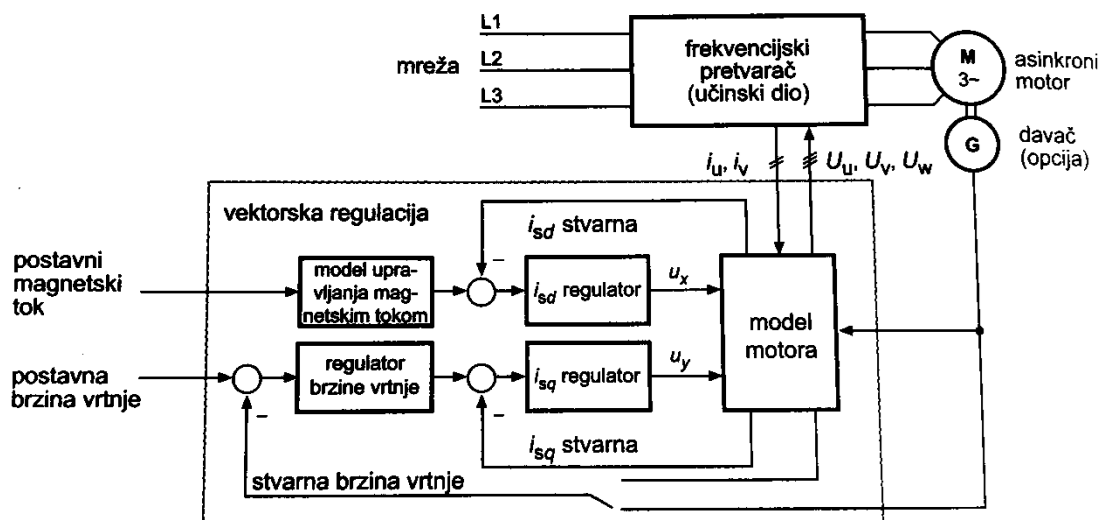 L1
L2
L3
mreža
frekvencijski
pretvarač
(učinski dio)
M
3~
asinkroni
motor
G
davač
(opcija)
iu, iv
Uu, Uv, Uw
vektorska regulacija
isd stvarna
postavni
magnetski
tok
model upra-
vljanja mag-
netskim tokom
–
isd regulator
ux
model
motora
postavna
brzina vrtnje
–
regulator
brzine vrtnje
–
isq regulator
uy
isq stvarna
stvarna brzina vrtnje